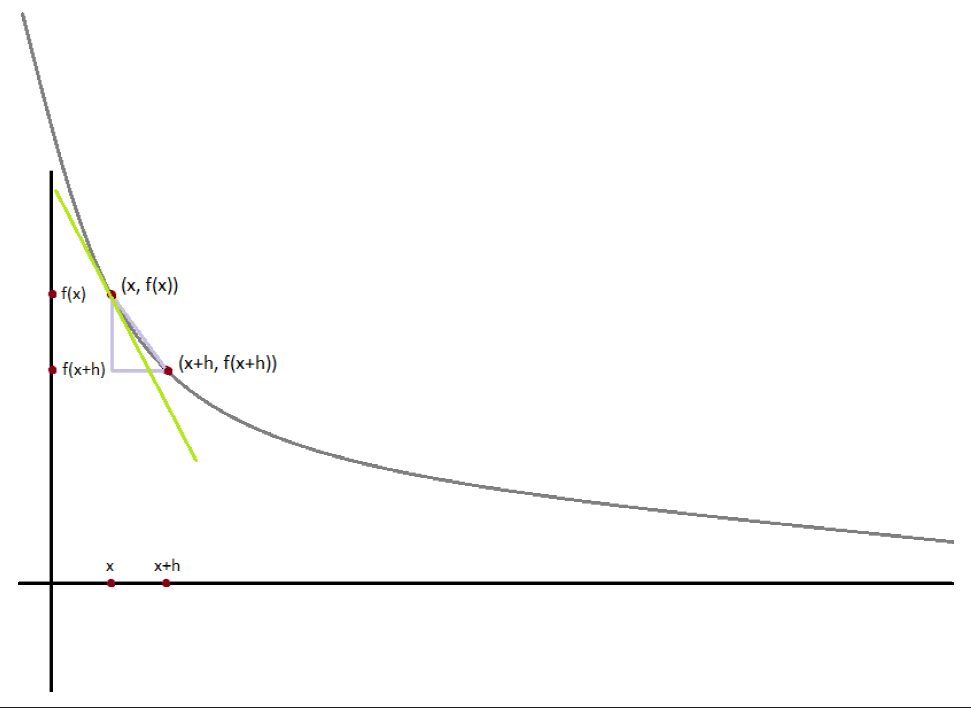 (x, f(x))
f(x)
(x+h, f(x+h))
f(x+h)
x
x+h